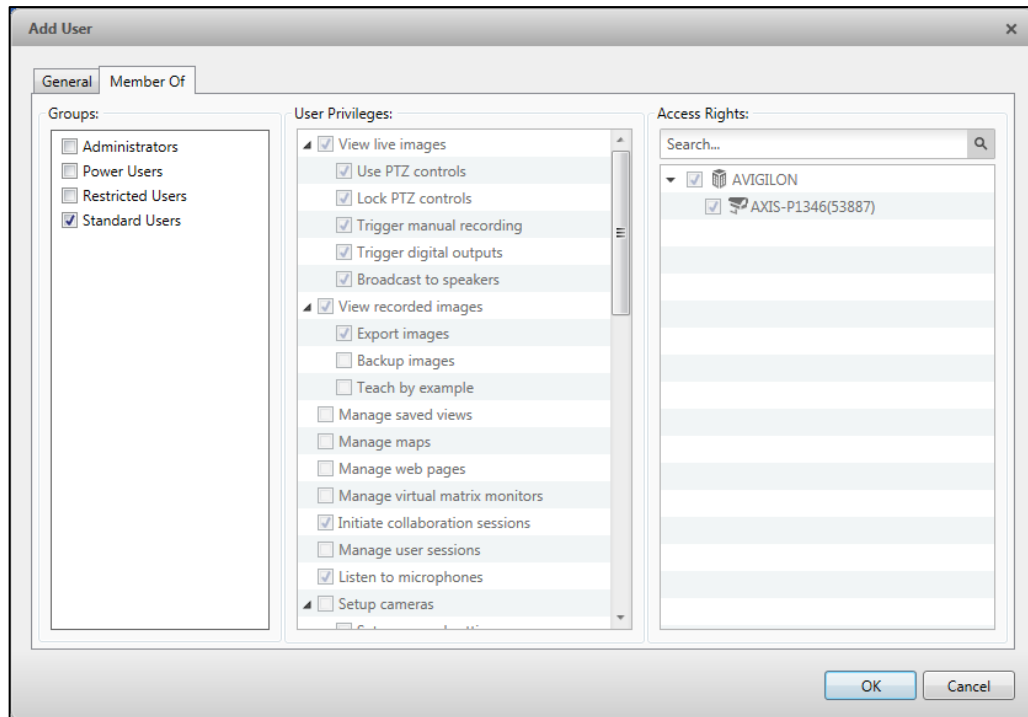 Add User
General Member Of
Groups:
Administrators
Power Users
Restricted Users
Standard Users
User Privileges:
View live images
Use PTZ controls
Lock PTZ controls
Trigger manual recording
Trigger digital outputs
Broadcast to speakers
View recorded images
Export images
Backup images
Teach by example
Manage saved views
Manage maps
Manage web pages
Manage virtual matrix monitors
Initiate collaboration sessions
Manage user sessions
Listen to microphones
Setup cameras
Access Rights:
Search...
AVIGILON
AXIS-P1346(53887)
OK Cancel